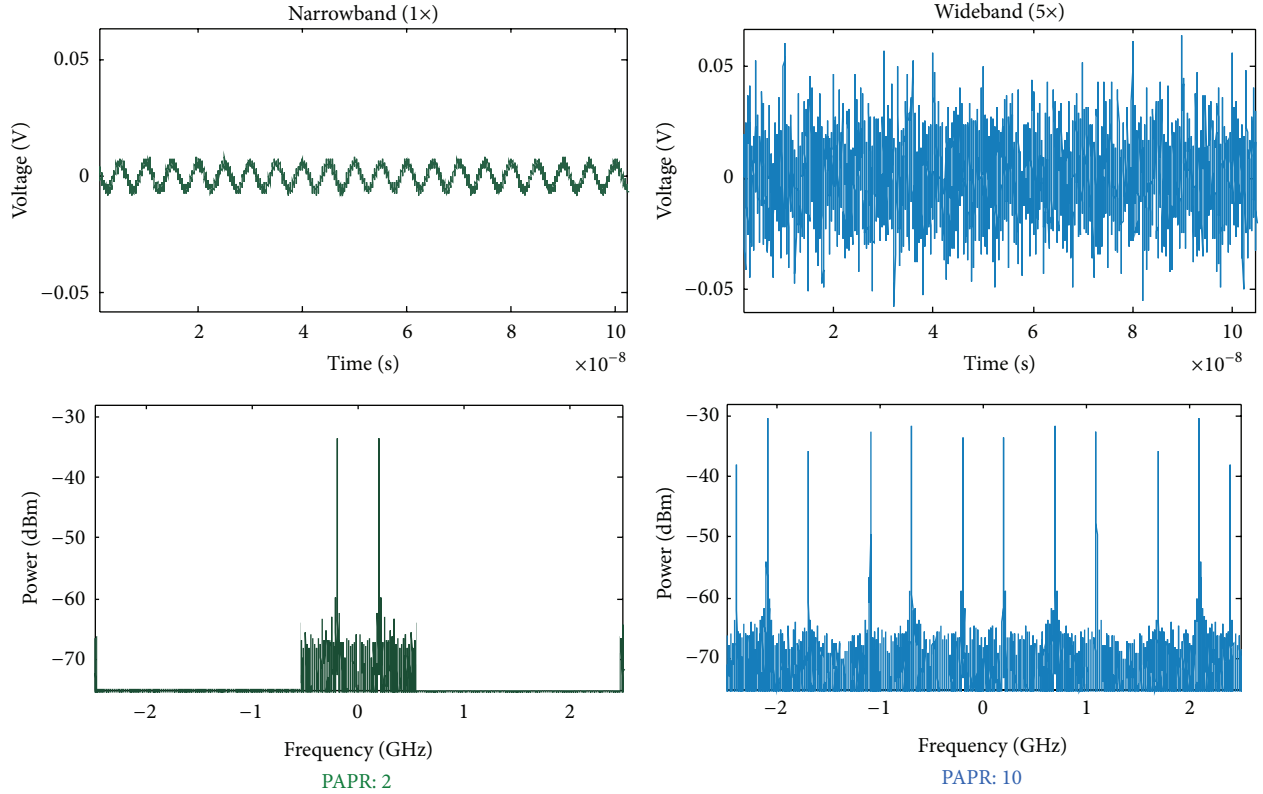 Narrowband (1×)
0.05
0
−0.05
Voltage (V)
2 4 6 8 10
Time (s) ×10⁻⁸
Wideband (5×)
0.05
0
−0.05
Voltage (V)
2 4 6 8 10
Time (s) ×10⁻⁸
−30
−40
−50
−60
−70
Power (dBm)
−2 −1 0 1 2
Frequency (GHz)
PAPR: 2
−30
−40
−50
−60
−70
Power (dBm)
−2 −1 0 1 2
Frequency (GHz)
PAPR: 10